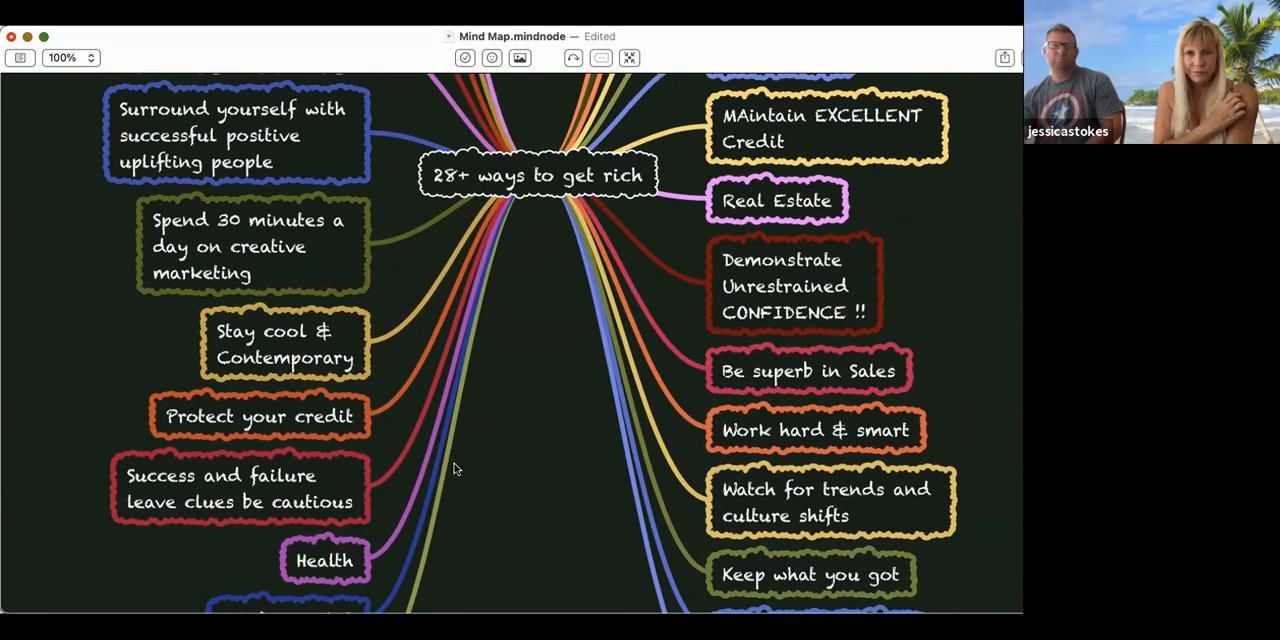 Mind Map.mindnode — Edited
100%
Surround yourself with
successful positive
uplifting people
Spend 30 minutes a
day on creative
marketing
Stay cool &
Contemporary
Protect your credit
Success and failure
leave clues be cautious
Health
28+ ways to get rich
MAintain EXCELLENT
Credit
Real Estate
Demonstrate
Unrestrained
CONFIDENCE !!
Be superb in Sales
Work hard & smart
Watch for trends and
culture shifts
Keep what you got
jessicastokes